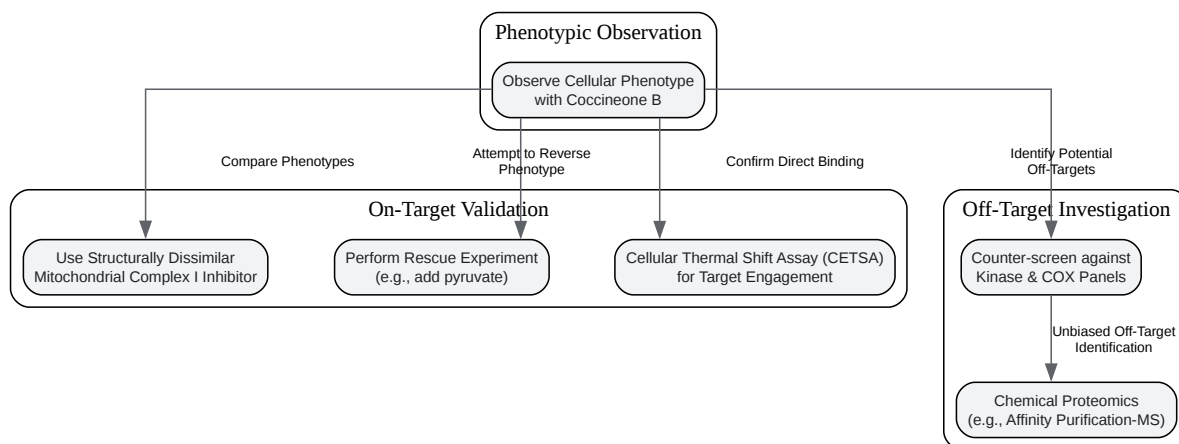 Phenotypic Observation
Observe Cellular Phenotype
with Coccineone B
Compare Phenotypes
Attempt to Reverse
Phenotype
Confirm Direct Binding
Identify Potential
Off-Targets
On-Target Validation
Off-Target Investigation
Use Structurally Dissimilar
Mitochondrial Complex I Inhibitor
Perform Rescue Experiment
(e.g., add pyruvate)
Cellular Thermal Shift Assay (CETSA)
for Target Engagement
Counter-screen against
Kinase & COX Panels
Unbiased Off-Target
Identification
Chemical Proteomics
(e.g., Affinity Purification-MS)